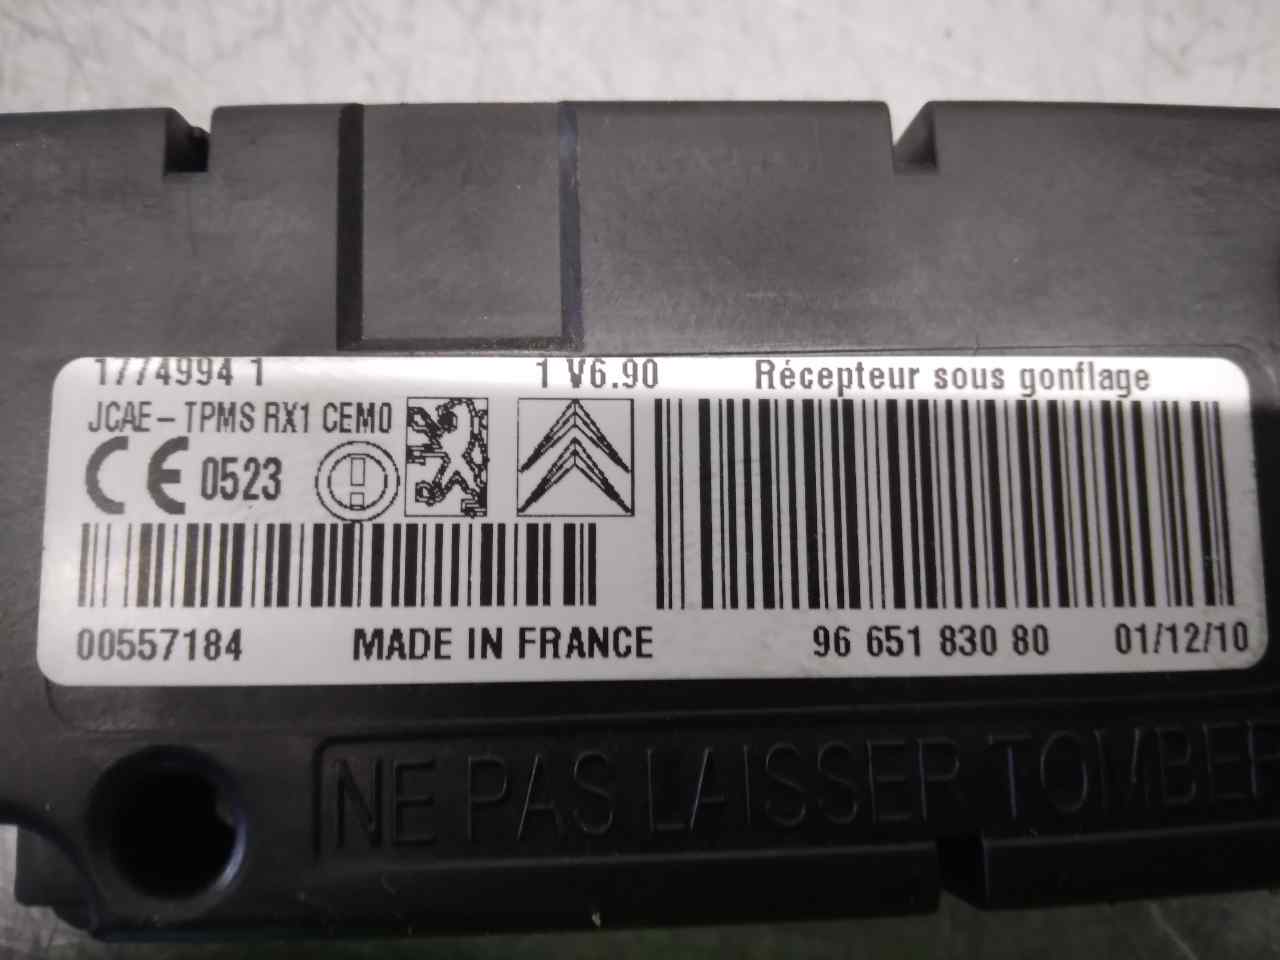 1774994 1 1 V6.90 Récepteur sous gonflage
JCAE-TPMS RX1 CEM0
CE 0523
00557184 MADE IN FRANCE 96 651 830 80 01/12/10
NE PAS LAISSER TOMBER